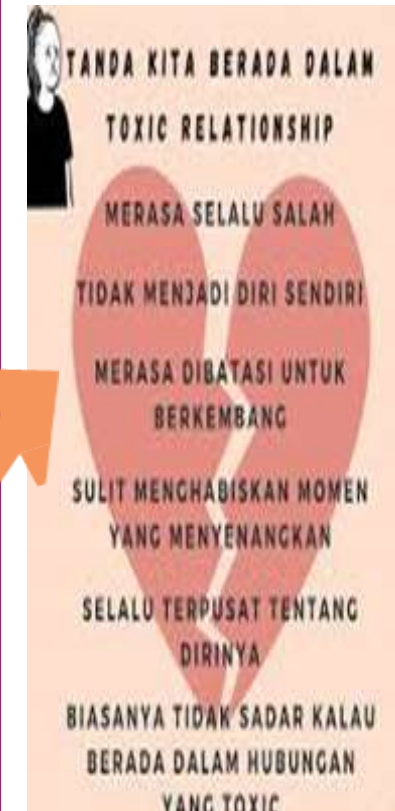 TANDA KITA BERADA DALAM
TOXIC RELATIONSHIP
MERASA SELALU SALAH
TIDAK MENJADI DIRI SENDIRI
MERASA DIBATASI UNTUK
BERKEMBANG
SULIT MENGHABISKAN MOMEN
YANG MENYENANGKAN
SELALU TERPUSAT TENTANG
DIRINYA
BIASANYA TIDAK SADAR KALAU
BERADA DALAM HUBUNGAN
YANG TOXIC